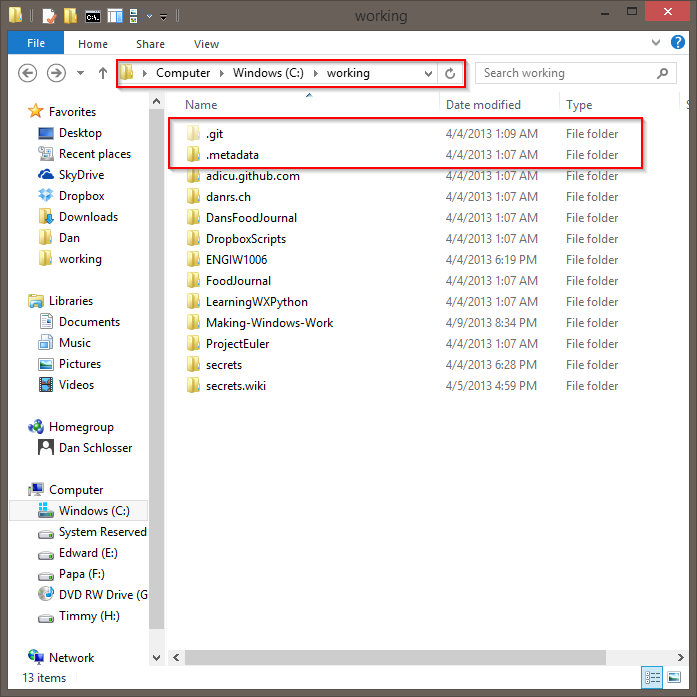 working
File Home Share View
Computer Windows (C:) working Search working
Name Date modified Type
.git 4/4/2013 1:09 AM File folder
.metadata 4/4/2013 1:07 AM File folder
adicu.github.com 4/4/2013 1:07 AM File folder
danrs.ch 4/4/2013 1:07 AM File folder
DansFoodJournal 4/4/2013 1:07 AM File folder
DropboxScripts 4/4/2013 1:07 AM File folder
ENGIW1006 4/4/2013 6:19 PM File folder
FoodJournal 4/4/2013 1:07 AM File folder
LearningWXPython 4/4/2013 1:07 AM File folder
Making-Windows-Work 4/9/2013 8:34 PM File folder
ProjectEuler 4/4/2013 1:07 AM File folder
secrets 4/4/2013 6:28 PM File folder
secrets.wiki 4/5/2013 4:59 PM File folder
Favorites
Desktop
Recent places
SkyDrive
Dropbox
Downloads
Dan
working
Libraries
Documents
Music
Pictures
Videos
Homegroup
Dan Schlosser
Computer
Windows (C:)
System Reserved
Edward (E:)
Papa (F:)
DVD RW Drive (G
Timmy (H:)
Network
13 items